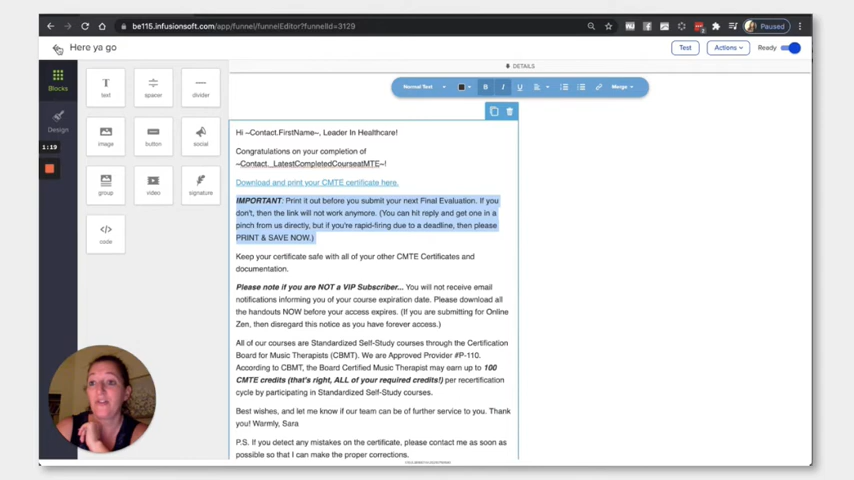 be115.infusionsoft.com/app/funnel/funnelEditor?funnelId=3129
Paused
Here ya go
Test
Actions
Ready
DETAILS
Blocks
Design
1:19
text
spacer
divider
image
button
social
group
video
signature
code
Normal Text
B
I
U
Merge
Hi ~Contact.FirstName~, Leader In Healthcare!
Congratulations on your completion of
~Contact._LatestCompletedCourseatMTE~!
Download and print your CMTE certificate here.
IMPORTANT: Print it out before you submit your next Final Evaluation. If you
don't, then the link will not work anymore. (You can hit reply and get one in a
pinch from us directly, but if you're rapid-firing due to a deadline, then please
PRINT & SAVE NOW.)
Keep your certificate safe with all of your other CMTE Certificates and
documentation.
Please note if you are NOT a VIP Subscriber... You will not receive email
notifications informing you of your course expiration date. Please download all
the handouts NOW before your access expires. (If you are submitting for Online
Zen, then disregard this notice as you have forever access.)
All of our courses are Standardized Self-Study courses through the Certification
Board for Music Therapists (CBMT). We are Approved Provider #P-110.
According to CBMT, the Board Certified Music Therapist may earn up to 100
CMTE credits (that's right, ALL of your required credits!) per recertification
cycle by participating in Standardized Self-Study courses.
Best wishes, and let me know if our team can be of further service to you. Thank
you! Warmly, Sara
P.S. If you detect any mistakes on the certificate, please contact me as soon as
possible so that I can make the proper corrections.